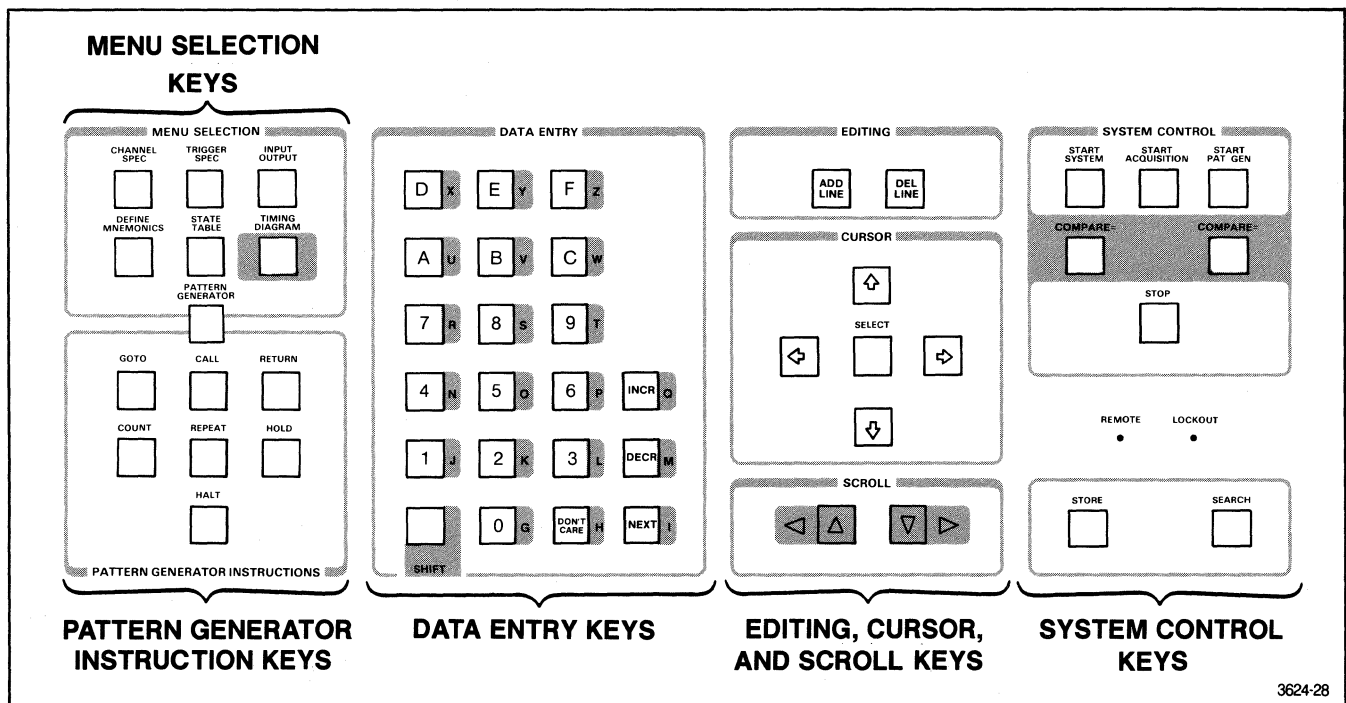 MENU SELECTION
KEYS
MENU SELECTION
CHANNEL SPEC
TRIGGER SPEC
INPUT OUTPUT
DEFINE MNEMONICS
STATE TABLE
TIMING DIAGRAM
PATTERN GENERATOR
GOTO
CALL
RETURN
COUNT
REPEAT
HOLD
HALT
PATTERN GENERATOR INSTRUCTIONS
PATTERN GENERATOR
INSTRUCTION KEYS
DATA ENTRY
D X E Y F Z
A U B V C W
7 R 8 S 9 T
4 N 5 O 6 P INCR Q
1 J 2 K 3 L DECR M
0 G DON'T CARE H NEXT I
SHIFT
DATA ENTRY KEYS
EDITING
ADD LINE
DEL LINE
CURSOR
SELECT
SCROLL
EDITING, CURSOR,
AND SCROLL KEYS
SYSTEM CONTROL
START SYSTEM
START ACQUISITION
START PAT GEN
COMPARE=
COMPARE=
STOP
REMOTE
LOCKOUT
STORE
SEARCH
SYSTEM CONTROL
KEYS
3624-28